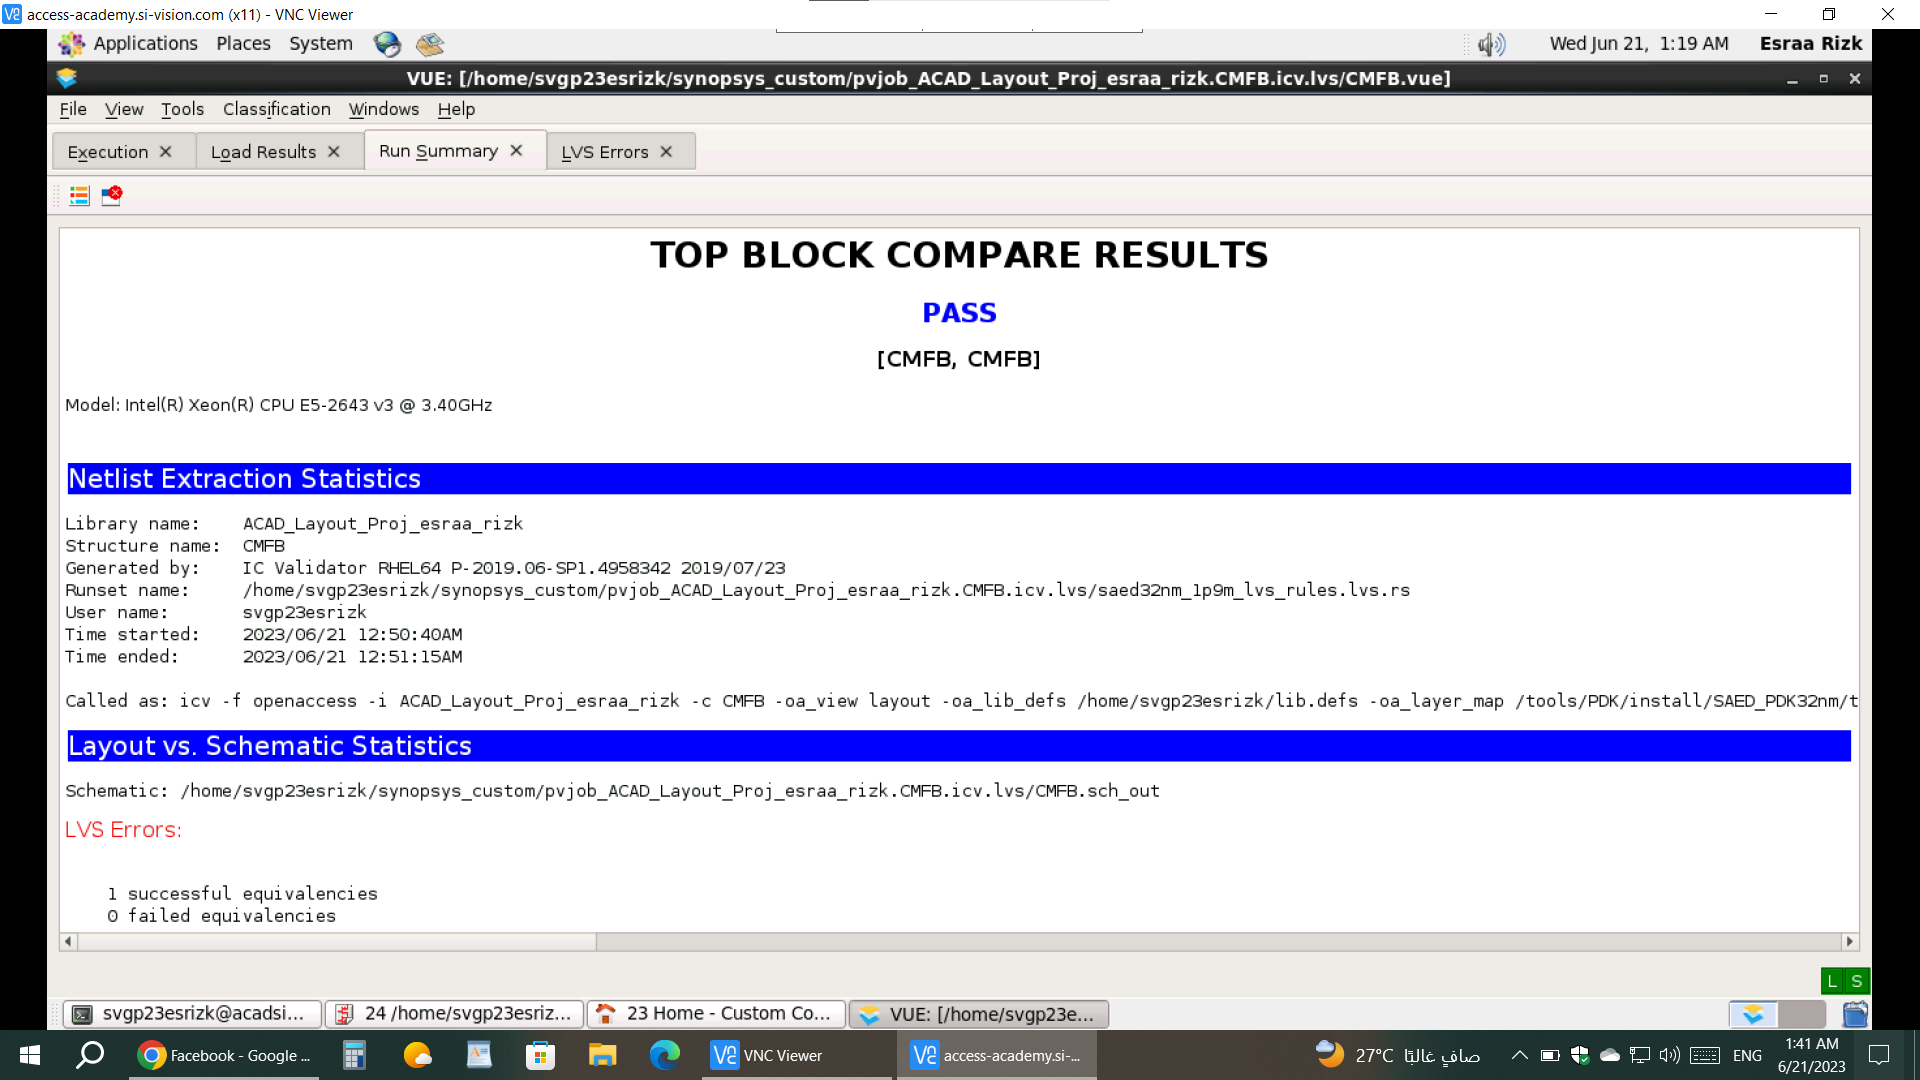 access-academy.si-vision.com (x11) - VNC Viewer
Applications Places System Wed Jun 21, 1:19 AM Esraa Rizk
VUE: [/home/svgp23esrizk/synopsys_custom/pvjob_ACAD_Layout_Proj_esraa_rizk.CMFB.icv.lvs/CMFB.vue]
File View Tools Classification Windows Help
Execution Load Results Run Summary LVS Errors
TOP BLOCK COMPARE RESULTS
PASS
[CMFB, CMFB]
Model: Intel(R) Xeon(R) CPU E5-2643 v3 @ 3.40GHz
Netlist Extraction Statistics
Library name: ACAD_Layout_Proj_esraa_rizk
Structure name: CMFB
Generated by: IC Validator RHEL64 P-2019.06-SP1.4958342 2019/07/23
Runset name: /home/svgp23esrizk/synopsys_custom/pvjob_ACAD_Layout_Proj_esraa_rizk.CMFB.icv.lvs/saed32nm_1p9m_lvs_rules.lvs.rs
User name: svgp23esrizk
Time started: 2023/06/21 12:50:40AM
Time ended: 2023/06/21 12:51:15AM
Called as: icv -f openaccess -i ACAD_Layout_Proj_esraa_rizk -c CMFB -oa_view layout -oa_lib_defs /home/svgp23esrizk/lib.defs -oa_layer_map /tools/PDK/install/SAED_PDK32nm/t
Layout vs. Schematic Statistics
Schematic: /home/svgp23esrizk/synopsys_custom/pvjob_ACAD_Layout_Proj_esraa_rizk.CMFB.icv.lvs/CMFB.sch_out
LVS Errors:
1 successful equivalencies
0 failed equivalencies
L S
svgp23esrizk@acadsi... 24 /home/svgp23esriz... 23 Home - Custom Co... VUE: [/home/svgp23e...
Facebook - Google ... VNC Viewer access-academy.si-... 27°C صافٍ غالبًا ENG 1:41 AM
6/21/2023